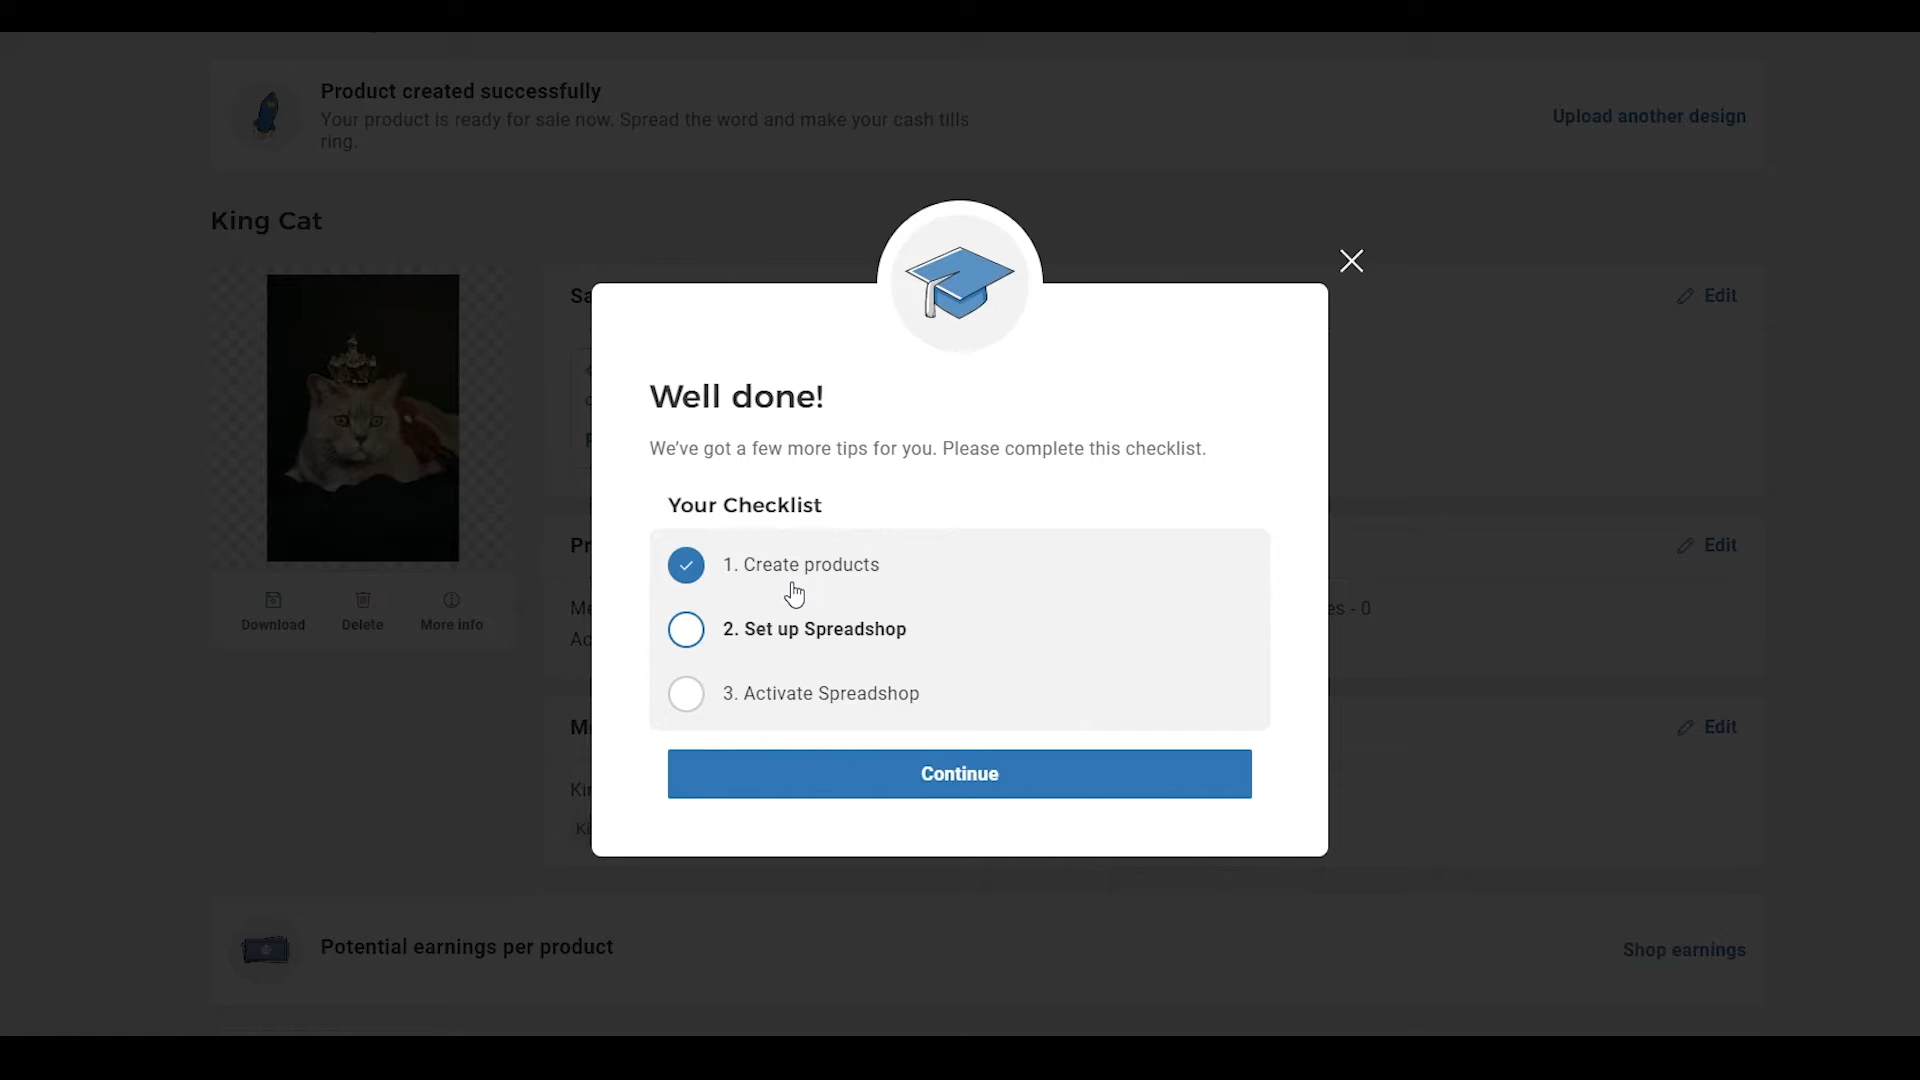 Product created successfully
Your product is ready for sale now. Spread the word and make your cash tills
ring.
Upload another design
King Cat
Edit
Well done!
We've got a few more tips for you. Please complete this checklist.
Your Checklist
1. Create products
2. Set up Spreadshop
3. Activate Spreadshop
Continue
Edit
Download
Delete
More info
Edit
Potential earnings per product
Shop earnings